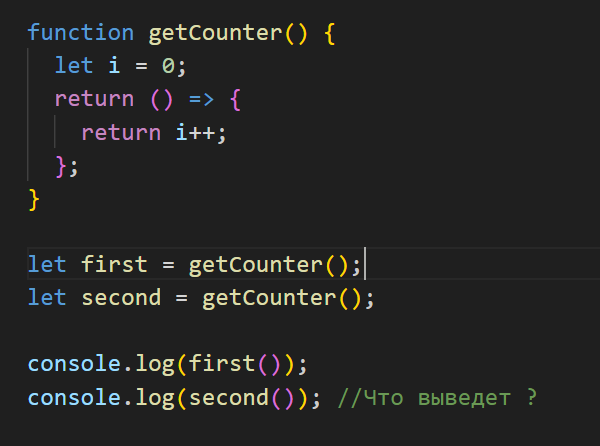 function getCounter() {
  let i = 0;
  return () => {
    return i++;
  };
}

let first = getCounter();
let second = getCounter();

console.log(first());
console.log(second()); //Что выведет ?